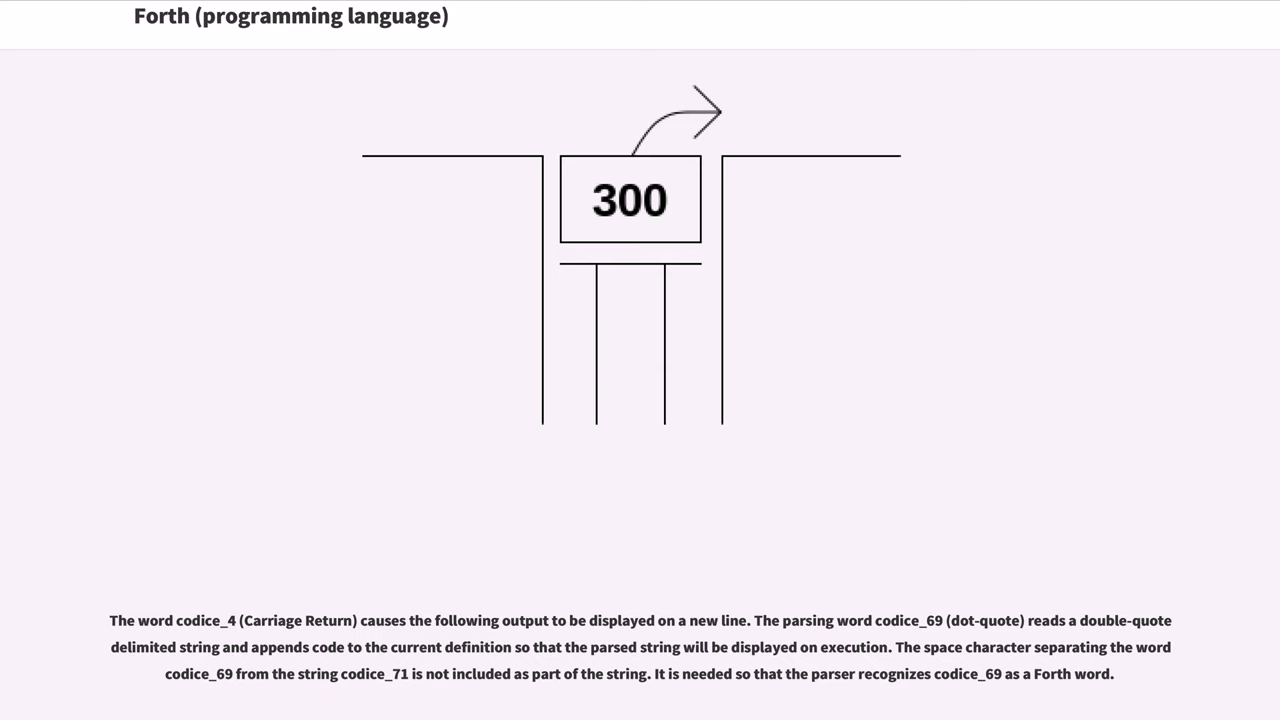 Forth (programming language)
300
The word codice_4 (Carriage Return) causes the following output to be displayed on a new line. The parsing word codice_69 (dot-quote) reads a double-quote
delimited string and appends code to the current definition so that the parsed string will be displayed on execution. The space character separating the word
codice_69 from the string codice_71 is not included as part of the string. It is needed so that the parser recognizes codice_69 as a Forth word.